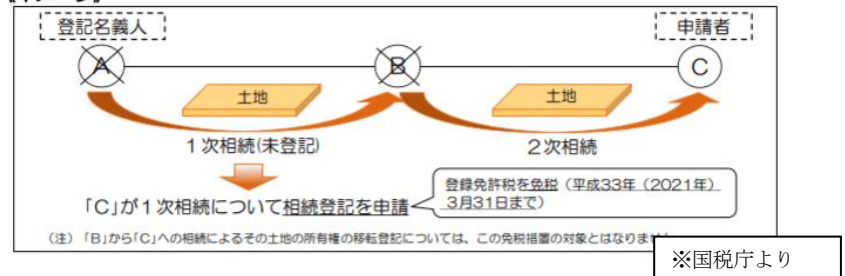 登記名義人
申請者
A
B
C
土地
土地
1次相続(未登記)
2次相続
「C」が1次相続について相続登記を申請
登録免許税を免税(平成33年(2021年)
3月31日まで)
(注)「B」から「C」への相続によるその土地の所有権の移転登記については、この免税措置の対象とはなりませ
※国税庁より